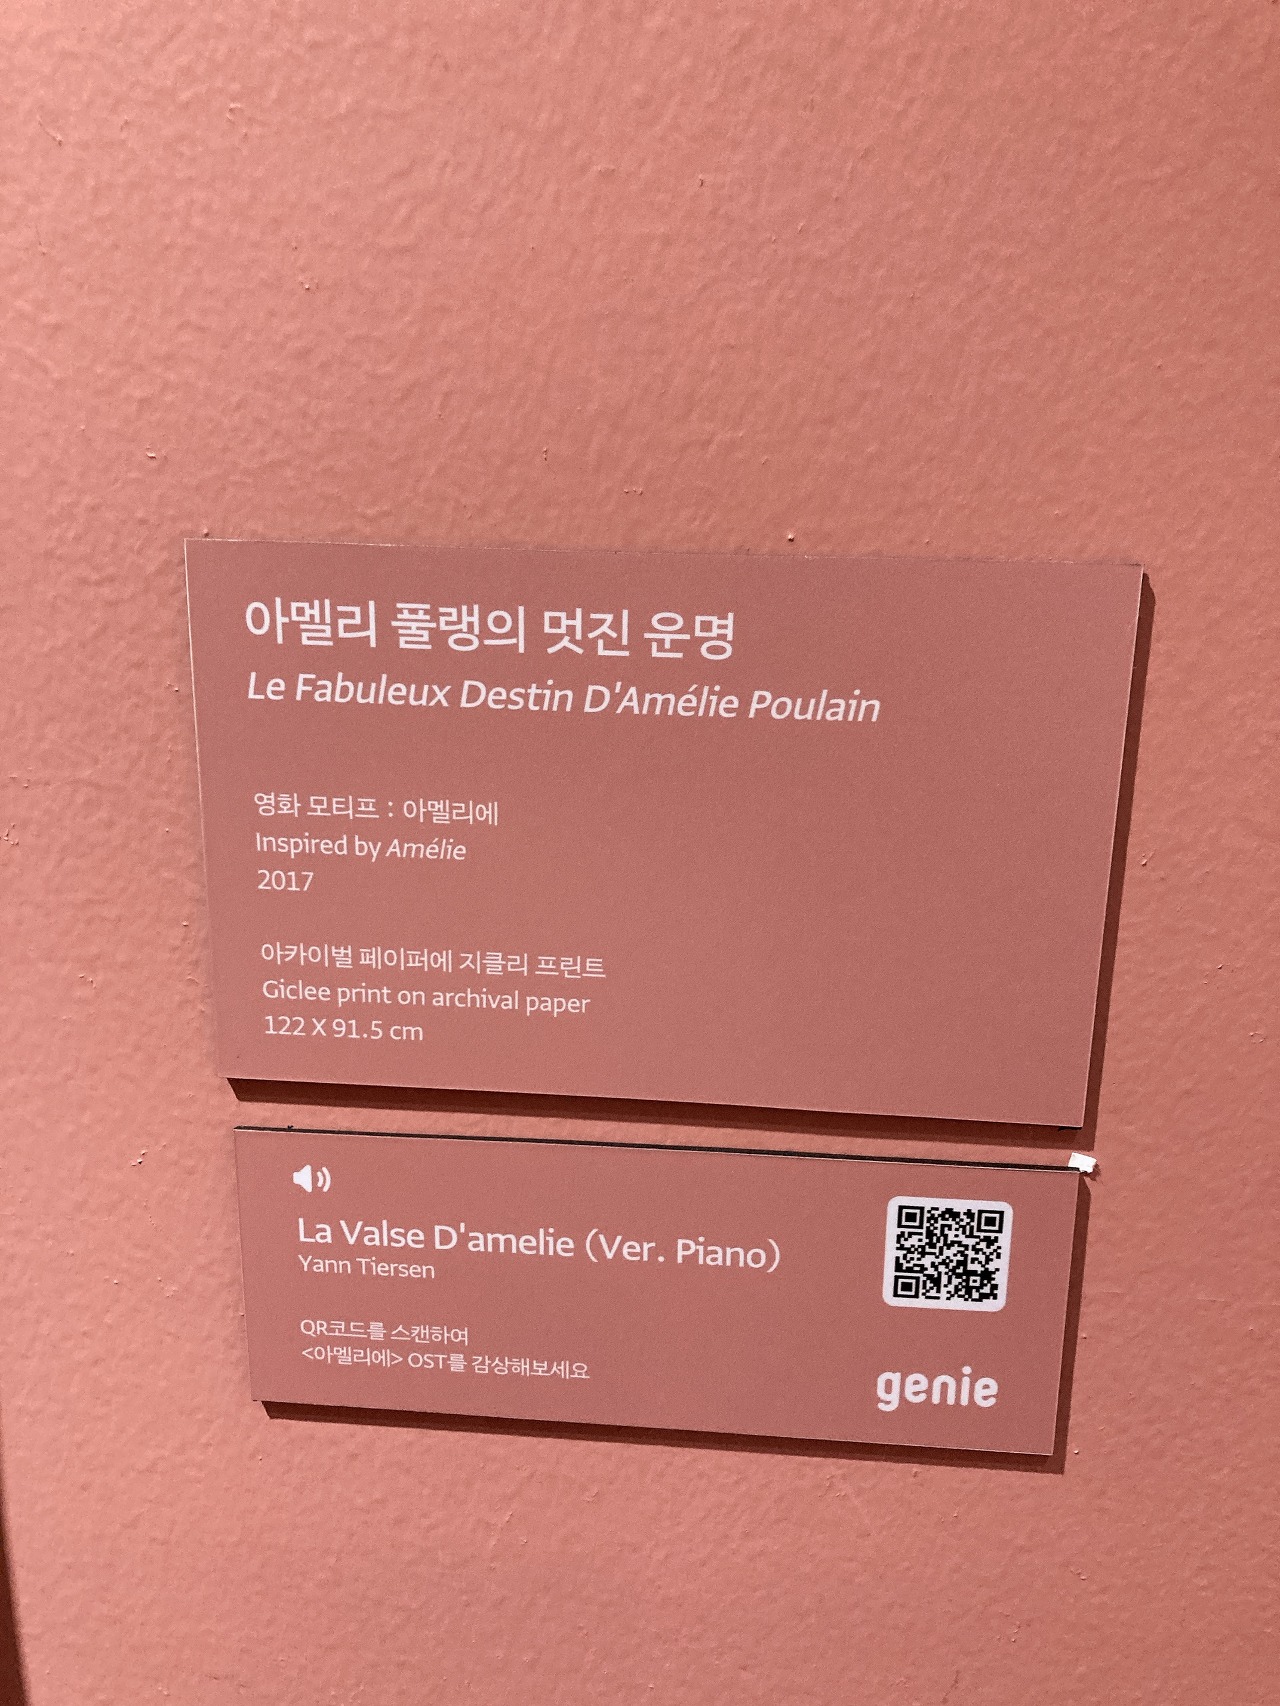 아멜리 풀랭의 멋진 운명
Le Fabuleux Destin D'Amélie Poulain
영화 모티프 : 아멜리에
Inspired by Amélie
2017
아카이벌 페이퍼에 지클리 프린트
Giclee print on archival paper
122 X 91.5 cm
La Valse D'amelie (Ver. Piano)
Yann Tiersen
QR코드를 스캔하여
<아멜리에> OST를 감상해보세요
genie